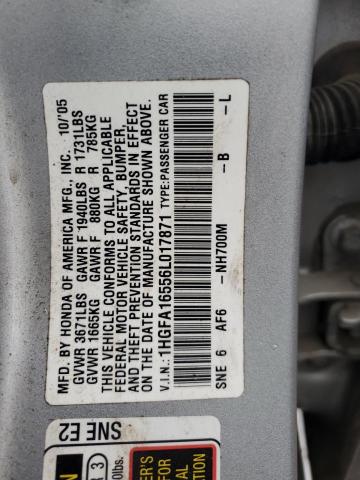 MFD. BY HONDA OF AMERICA MFG., INC. 10/'05
GVWR 3671LBS GAWR F 1940LBS R 1731LBS
GVWR 1665KG GAWR F 880KG R 785KG
THIS VEHICLE CONFORMS TO ALL APPLICABLE
FEDERAL MOTOR VEHICLE SAFETY, BUMPER,
AND THEFT PREVENTION STANDARDS IN EFFECT
ON THE DATE OF MANUFACTURE SHOWN ABOVE.
V.I.N.: 1HGFA16556L017871 TYPE:PASSENGER CAR
SNE 6 AF6 -NH700M -B -L
SNE E2
3
0lbs.